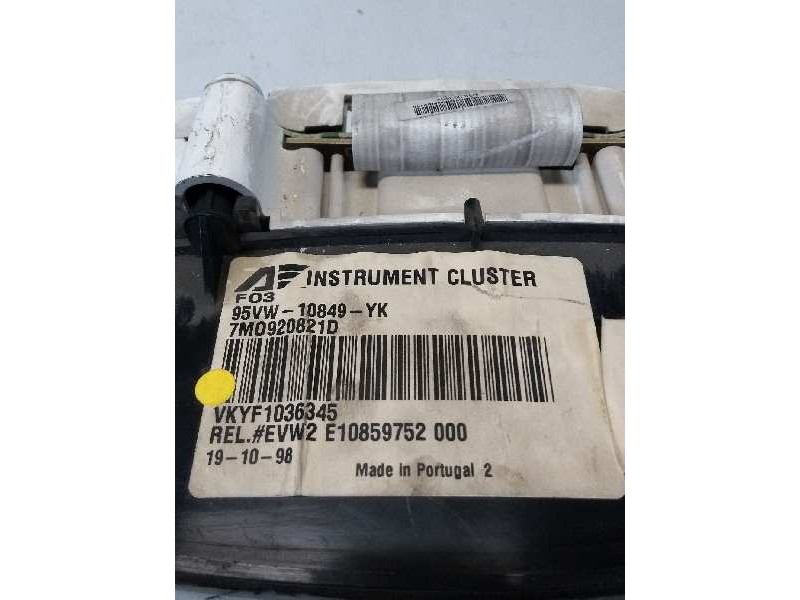 AF INSTRUMENT CLUSTER
F03
95VW-10849-YK
7M0920821D
VKYF1036345
REL.#EVW2 E10859752 000
19-10-98
Made in Portugal 2